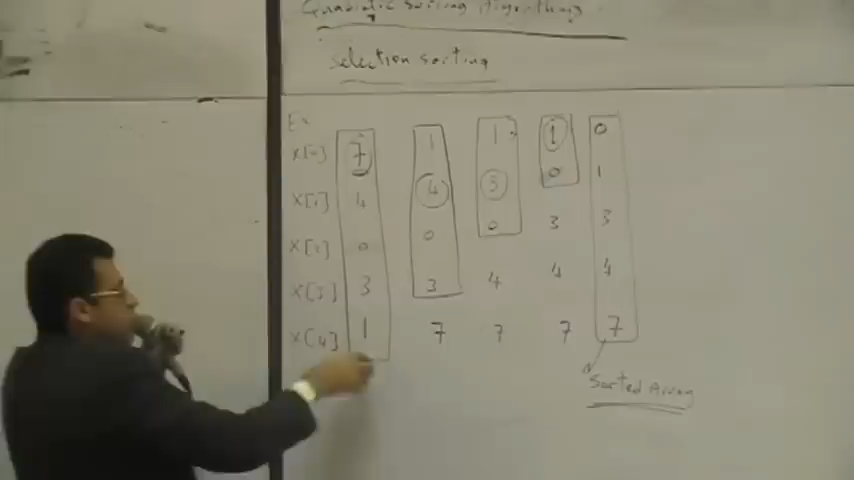 Quadratic Sorting Algorithms
selection sorting
Ex
X[0] 7 1 1 1 0
X[1] 4 4 3 0 1
X[2] 0 0 0 3 3
X[3] 3 3 4 4 4
X[4] 1 7 7 7 7
Sorted Array